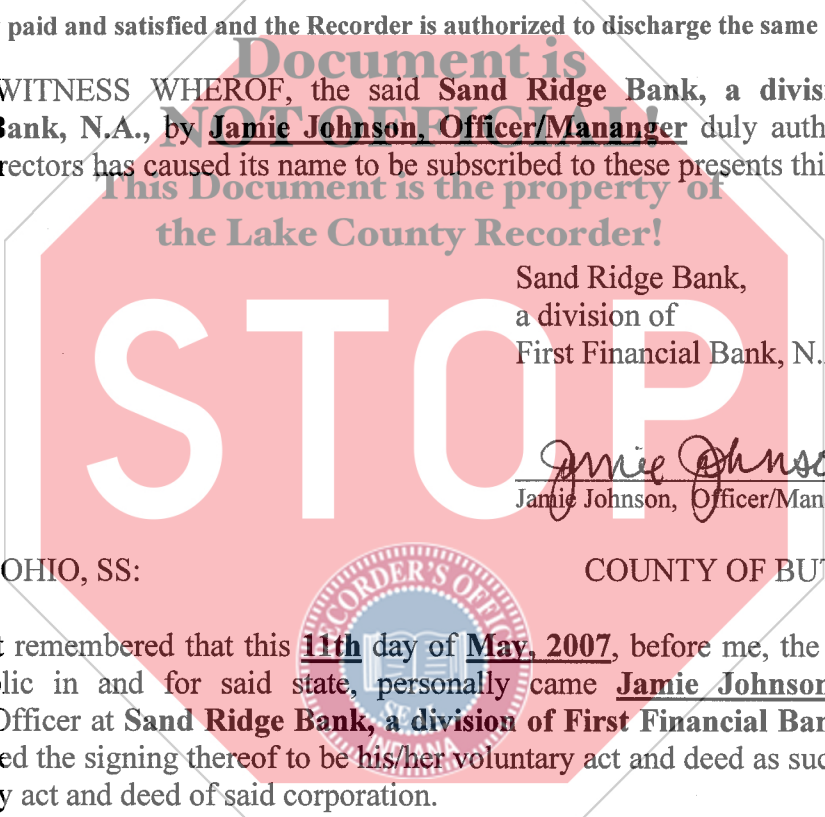 paid and satisfied and the Recorder is authorized to discharge the same
Document is
WITNESS WHEROF, the said Sand Ridge Bank, a divis
Bank, N.A., by Jamie Johnson, Officer/Mananger duly auth
NOT OFFICIAL!
rectors has caused its name to be subscribed to these presents thi
This Document is the property of
the Lake County Recorder!
Sand Ridge Bank,
a division of
First Financial Bank, N.
STOP
Jamie Johnso
Jamie Johnson, Officer/Man
OHIO, SS: COUNTY OF BUT
RECORDER'S OFFICE
t remembered that this 11th day of May, 2007, before me, the
lic in and for said state, personally came Jamie Johnson
Officer at Sand Ridge Bank, a division of First Financial Ban
SEAL
INDIANA
ed the signing thereof to be his/her voluntary act and deed as suc
y act and deed of said corporation.